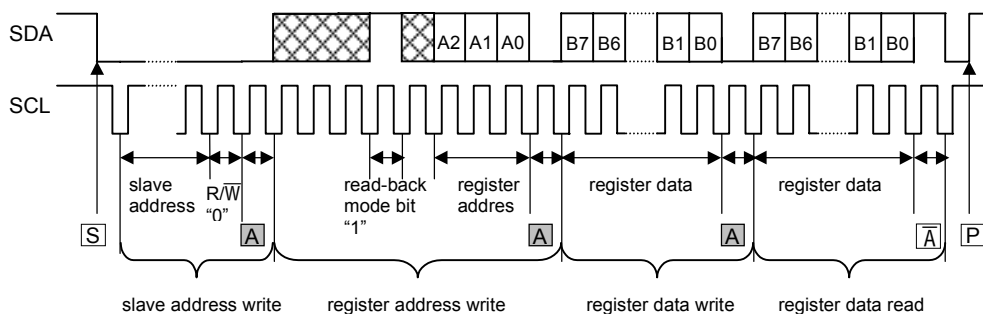 SDA
A2 A1 A0 B7 B6 B1 B0 B7 B6 B1 B0
SCL
slave
address
R/W̅
“0”
read-back
mode bit
“1”
register
addres
register data
register data
S A A A A̅ P
slave address write
register address write
register data write
register data read